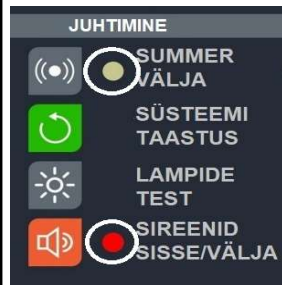 JUHTIMINE
SUMMER
VÄLJA
SÜSTEEMI
TAASTUS
LAMPIDE
TEST
SIREENID
SISSE/VÄLJA